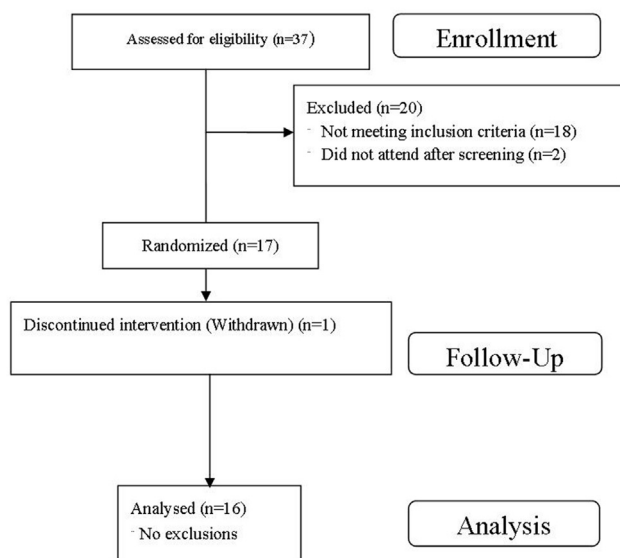 Assessed for eligibility (n=37)
Enrollment
Excluded (n=20)
- Not meeting inclusion criteria (n=18)
- Did not attend after screening (n=2)
Randomized (n=17)
Discontinued intervention (Withdrawn) (n=1)
Follow-Up
Analysed (n=16)
- No exclusions
Analysis